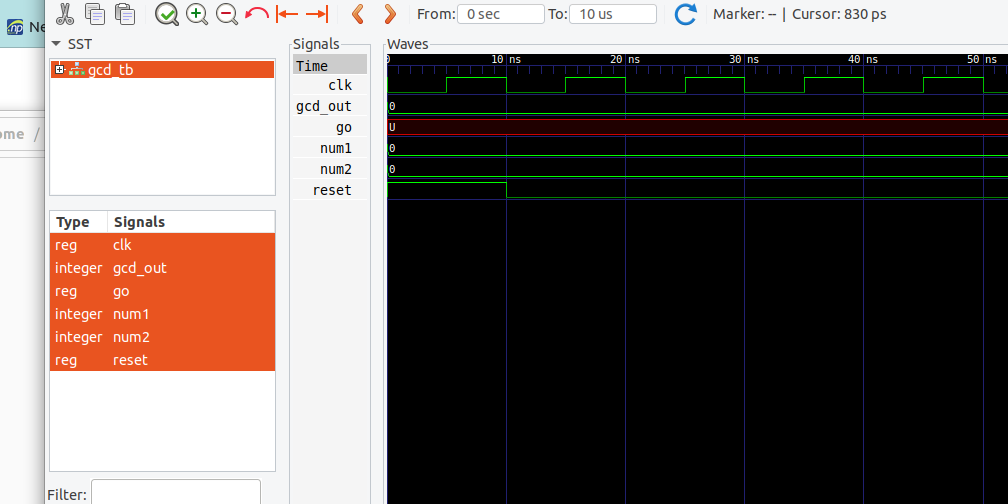 From: 0 sec To: 10 us Marker: -- | Cursor: 830 ps
np Ne
SST
gcd_tb
ome /
Type Signals
reg clk
integer gcd_out
reg go
integer num1
integer num2
reg reset
Filter:
Signals
Time
clk
gcd_out
go
num1
num2
reset
Waves
0 10 ns 20 ns 30 ns 40 ns 50 ns
0
U
0
0